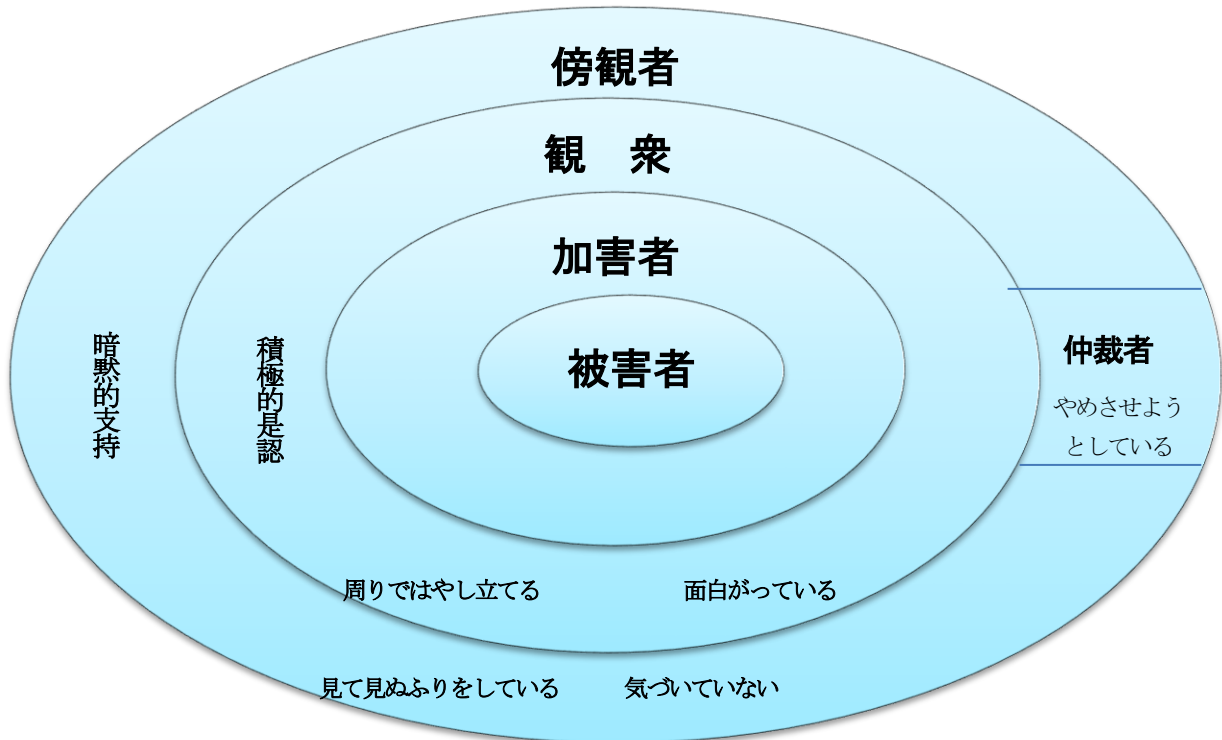 傍観者
観　衆
加害者
被害者
暗黙的支持
積極的是認
仲裁者
やめさせよう
としている
周りではやし立てる
面白がっている
見て見ぬふりをしている
気づいていない